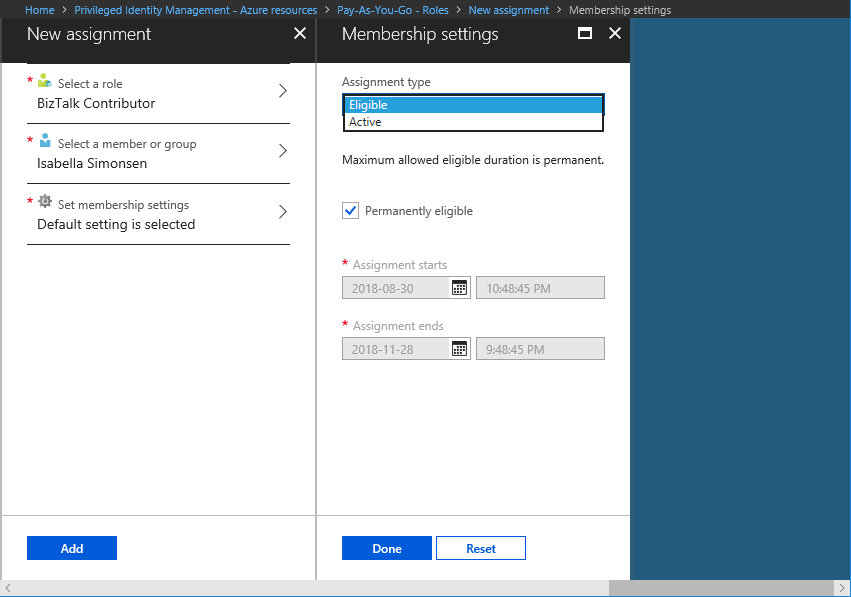 Home > Privileged Identity Management - Azure resources > Pay-As-You-Go - Roles > New assignment > Membership settings
New assignment
* Select a role
BizTalk Contributor
* Select a member or group
Isabella Simonsen
* Set membership settings
Default setting is selected
Add
Membership settings
Assignment type
Eligible
Active
Maximum allowed eligible duration is permanent.
Permanently eligible
* Assignment starts
2018-08-30 10:48:45 PM
* Assignment ends
2018-11-28 9:48:45 PM
Done Reset